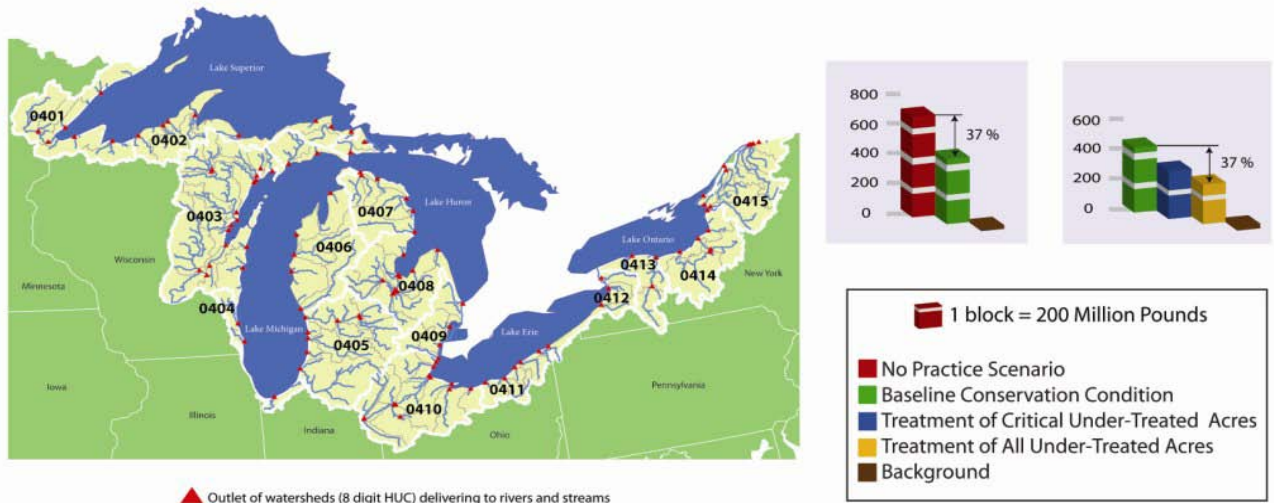 Lake Superior
0401
0402
0403
0404
0405
0406
0407
0408
0409
0410
0411
0412
0413
0414
0415
Lake Huron
Lake Ontario
Lake Michigan
Lake Erie
Minnesota
Wisconsin
Iowa
Illinois
Indiana
Ohio
Pennsylvania
New York
Outlet of watersheds (8 digit HUC) delivering to rivers and streams
800
600
400
200
0
37 %
600
400
200
0
37 %
1 block = 200 Million Pounds
No Practice Scenario
Baseline Conservation Condition
Treatment of Critical Under-Treated Acres
Treatment of All Under-Treated Acres
Background